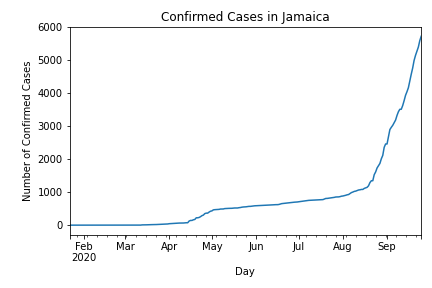 Confirmed Cases in Jamaica
Number of Confirmed Cases
6000
5000
4000
3000
2000
1000
0
Feb Mar Apr May Jun Jul Aug Sep
2020
Day